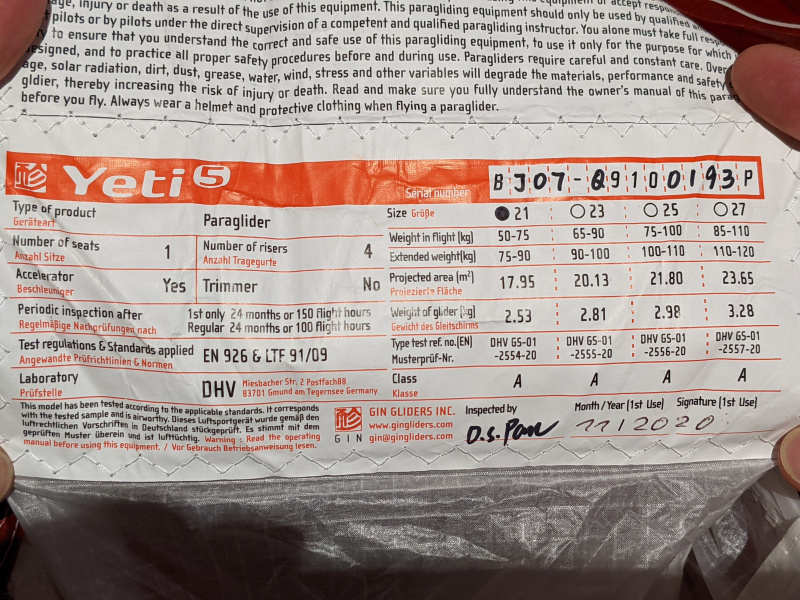 age, injury or death as a result of the use of this equipment. This paragliding equipment should only be used by qualified
pilots or by pilots under the direct supervision of a competent and qualified paragliding instructor. You alone must take full
to ensure that you understand the correct and safe use of this paragliding equipment, to use it only for the purpose for which
esigned, and to practice all proper safety procedures before and during use. Paragliders require careful and constant care. Over
age, solar radiation, dirt, dust, grease, water, wind, stress and other variables will degrade the materials, performance and safety
gldier, thereby increasing the risk of injury or death. Read and make sure you fully understand the owner's manual of this
before you fly. Always wear a helmet and protective clothing when flying a paraglider.
Yeti 5 Serial number BJ07-Q9100193P
Type of product Paraglider Size Größe 21 23 25 27
Geräteart
Number of seats 1 Number of risers 4 Weight in flight (kg) 50-75 65-90 75-100 85-110
Anzahl Sitze Anzahl Tragegurte Extended weight(kg) 75-90 90-100 100-110 110-120
Accelerator Yes Trimmer No Projected area (m²) 17.95 20.13 21.80 23.65
Beschleuniger Projezierte Fläche
Periodic inspection after 1st only 24 months or 150 flight hours Weight of glider (kg) 2.53 2.81 2.98 3.28
Regelmäßige Nachprüfungen nach Regular 24 months or 100 flight hours Gewicht des Gleitschirms
Test regulations & Standards applied EN 926 & LTF 91/09 Type test ref. no.(EN) DHV GS-01 DHV GS-01 DHV GS-01 DHV GS-01
Angewandte Prüfrichtlinien & Normen Musterprüf-Nr. -2554-20 -2555-20 -2556-20 -2557-20
Laboratory DHV Miesbacher Str. 2 Postfach88 Class A A A A
Prüfstelle 83701 Gmund am Tegernsee Germany Klasse
This model has been tested according to the applicable standards. It corresponds
with the tested sample and is airworthy. Dieses Luftsportgerät wurde gemäß den
luftrechtlichen Vorschriften in Deutschland stückgeprüft. Es stimmt mit dem
geprüften Muster überein und ist lufttüchtig. Warning : Read the operating
manual before using this equipment. / Vor Gebrauch Betriebsanweisung lesen.
GIN
GIN GLIDERS INC.
www.gingliders.com
gin@gingliders.com
Inspected by Month/Year (1st Use) Signature (1st Use)
D.S. Pan 11/2020